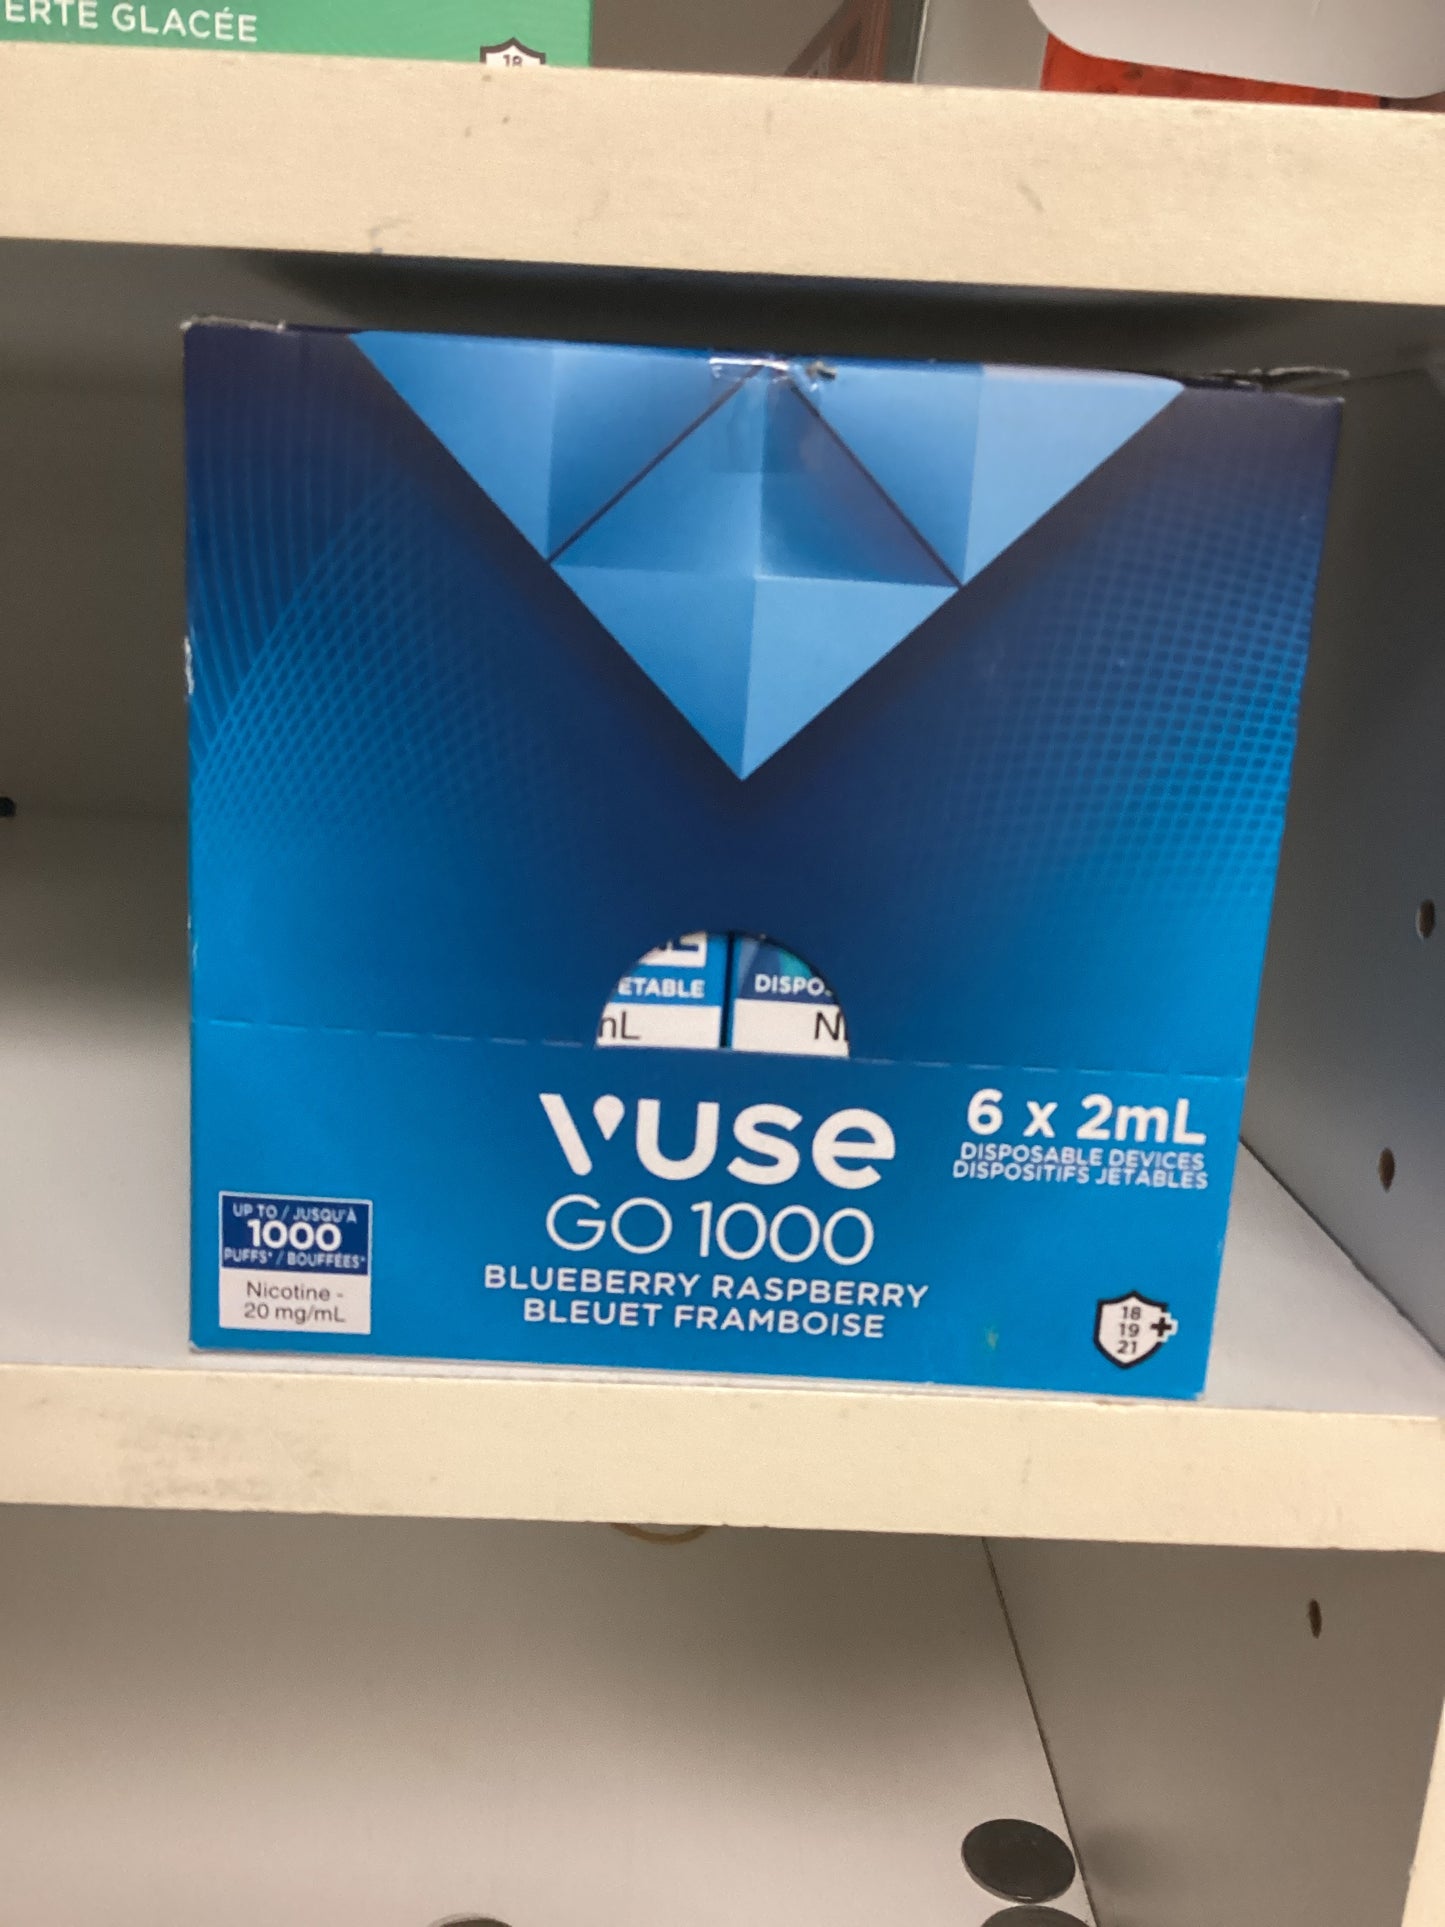 ERTE GLACÉE
18
ETABLE
DISPO
nL
N
vuse
GO 1000
BLUEBERRY RASPBERRY
BLEUET FRAMBOISE
6 x 2mL
DISPOSABLE DEVICES
DISPOSITIFS JETABLES
UP TO / JUSQU'À
1000
PUFFS* / BOUFFÉES*
Nicotine -
20 mg/mL
18
19 +
21